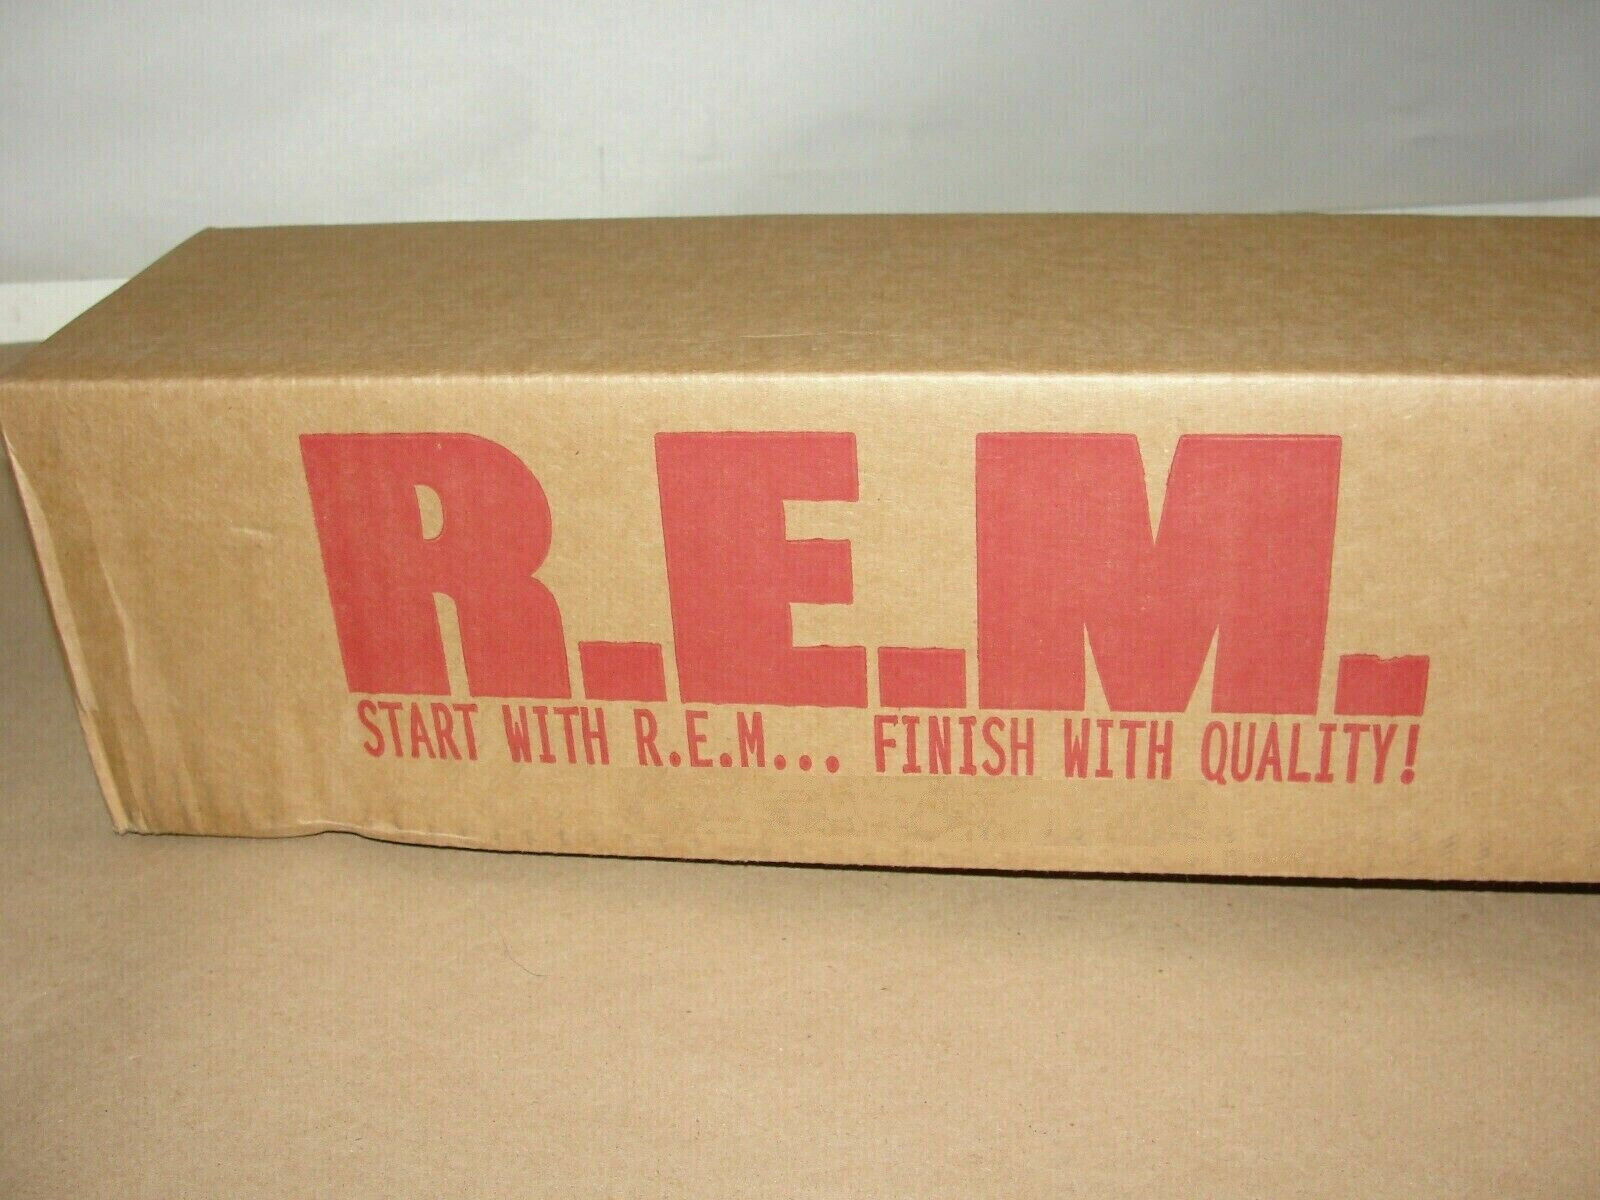 R.E.M.
START WITH R.E.M... FINISH WITH QUALITY!